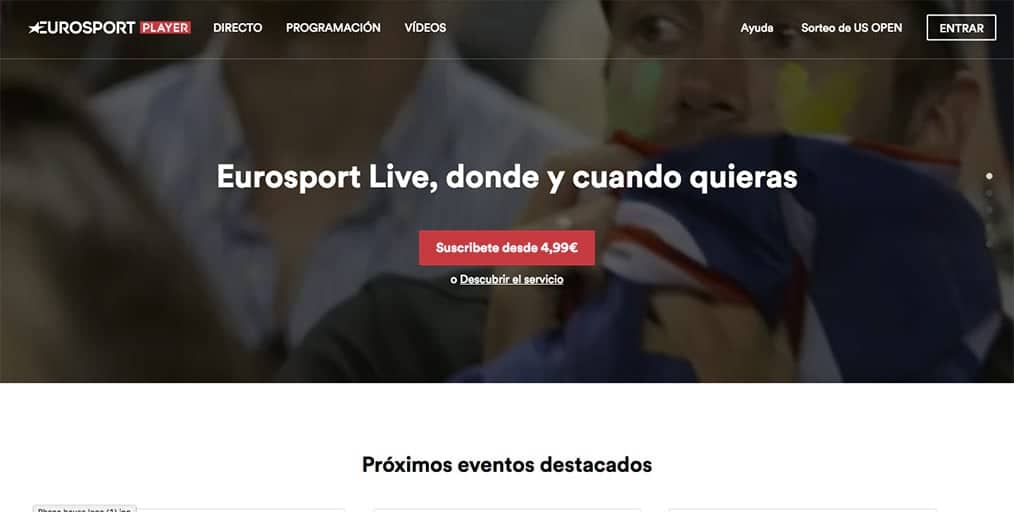 EUROSPORT PLAYER
DIRECTO
PROGRAMACIÓN
VÍDEOS
Ayuda
Sorteo de US OPEN
ENTRAR
Eurosport Live, donde y cuando quieras
Suscribete desde 4,99€
o Descubrir el servicio
Próximos eventos destacados